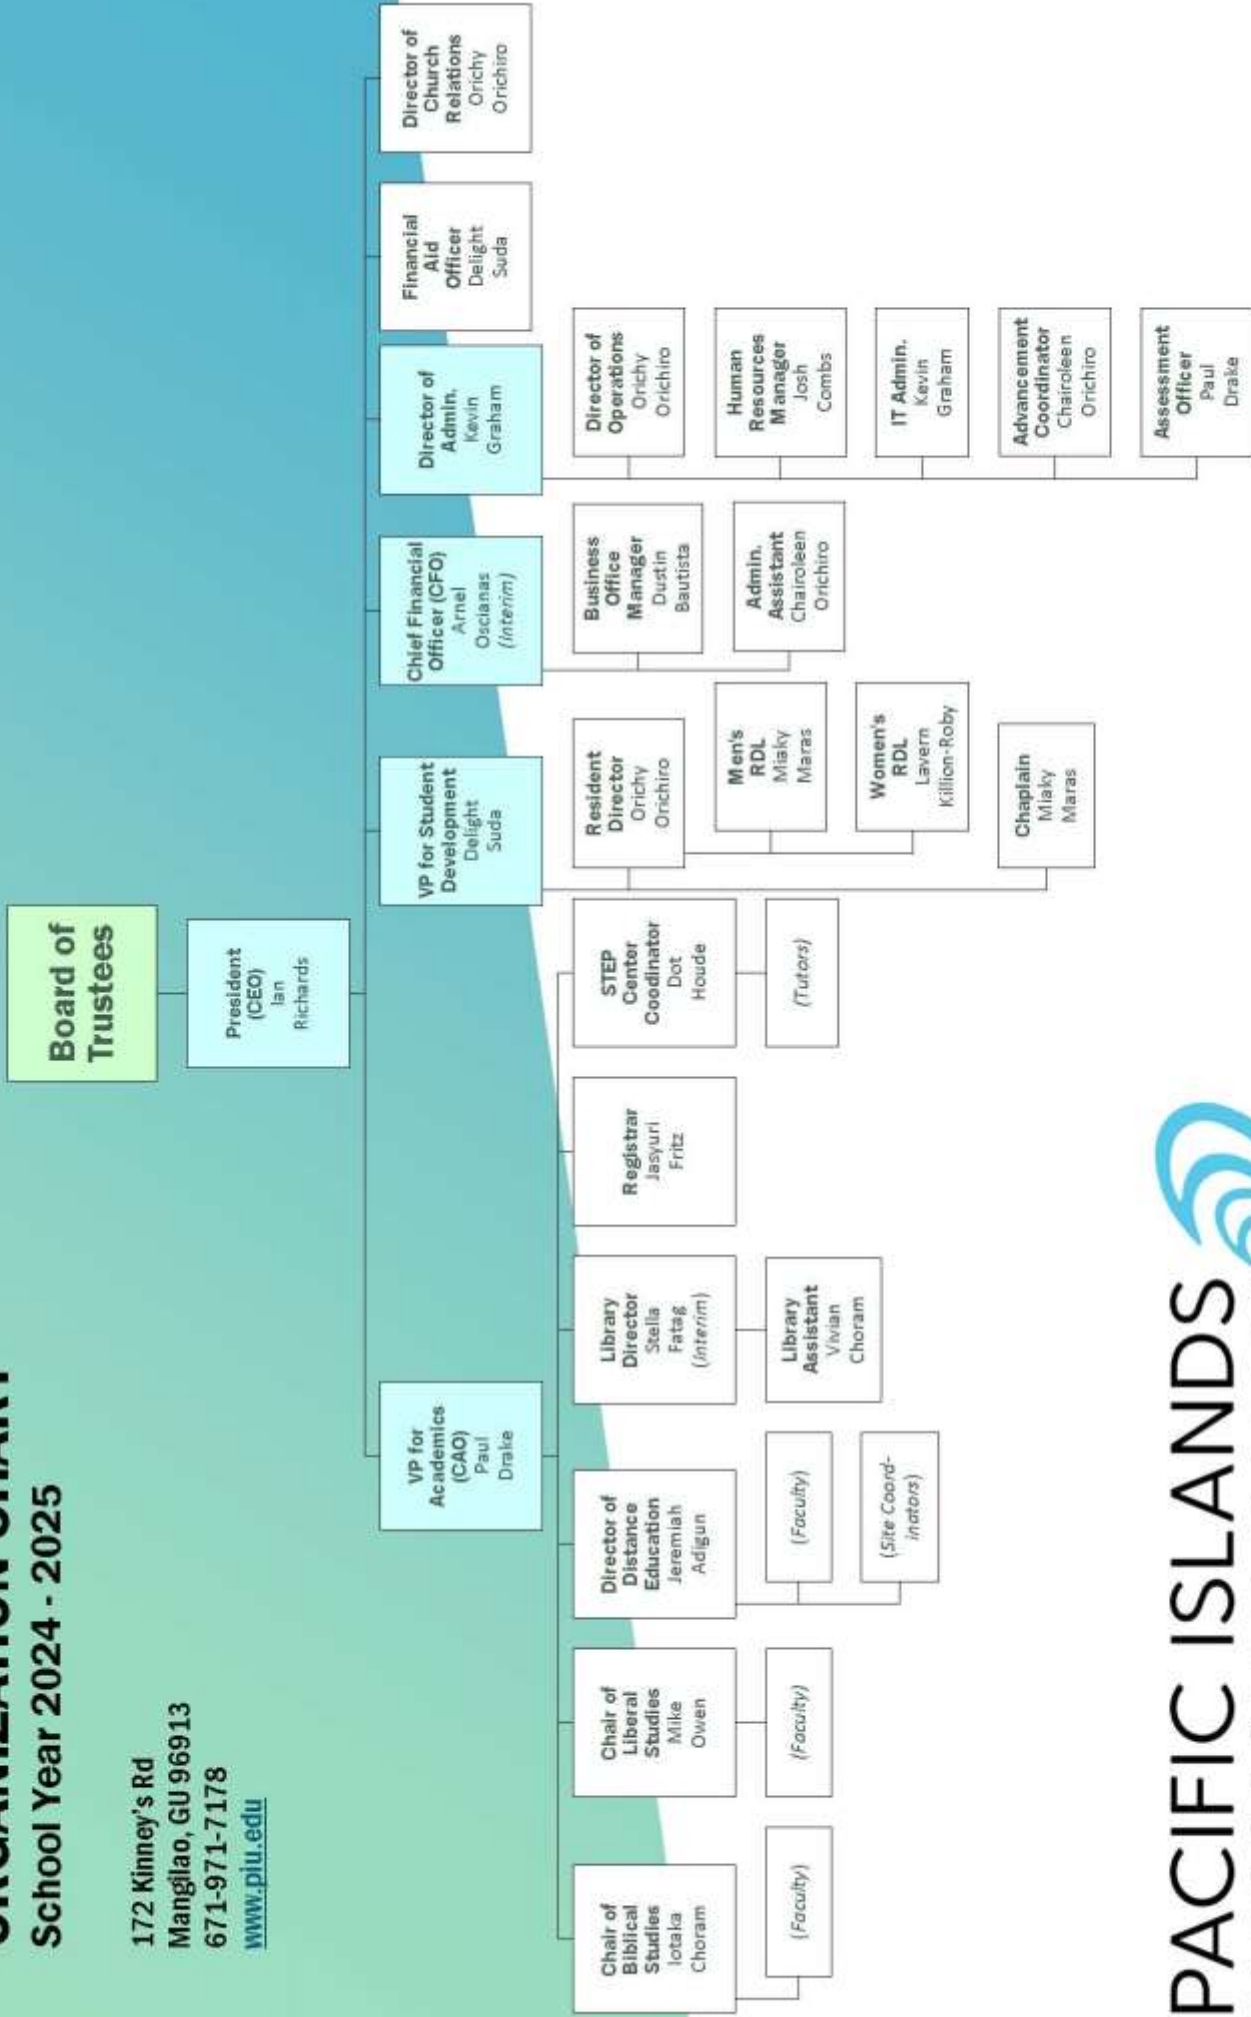 ORGANIZATION CHART
School Year 2024 - 2025
172 Kinney's Rd
Mangilao, GU 96913
671-971-7178
www.piu.edu
Board of
Trustees
President
(CEO)
Ian
Richards
VP for
Academics
(CAO)
Paul
Drake
VP for Student
Development
Delight
Suda
Chief Financial
Officer (CFO)
Arnel
Oscianas
(Interim)
Director of
Admin.
Kevin
Graham
Financial
Aid
Officer
Delight
Suda
Director of
Church
Relations
Orichy
Orichiro
Chair of
Biblical
Studies
Iotaka
Choram
(Faculty)
Chair of
Liberal
Studies
Mike
Owen
(Faculty)
Director of
Distance
Education
Jeremiah
Adigun
(Faculty)
(Site Coord-
inators)
Library
Director
Stella
Fatag
(Interim)
Library
Assistant
Vivian
Choram
Registrar
Jasyuri
Fritz
STEP
Center
Coodinator
Dot
Houde
(Tutors)
Resident
Director
Orichy
Orichiro
Men's
RDL
Miaky
Maras
Women's
RDL
Lavern
Killion-Roby
Chaplain
Miaky
Maras
Business
Office
Manager
Dustin
Bautista
Admin.
Assistant
Chairoleen
Orichiro
Director of
Operations
Orichy
Orichiro
Human
Resources
Manager
Josh
Combs
IT Admin.
Kevin
Graham
Advancement
Coordinator
Chairoleen
Orichiro
Assessment
Officer
Paul
Drake
PACIFIC ISLANDS